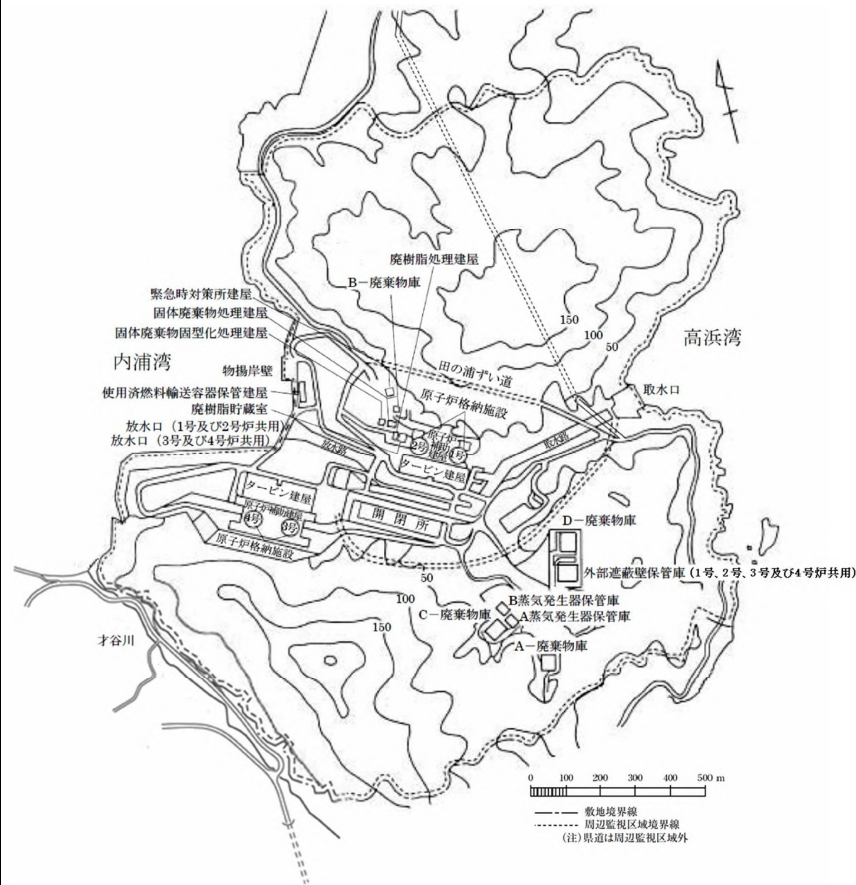 廃樹脂処理建屋
B－廃棄物庫
緊急時対策所建屋
固体廃棄物処理建屋
固体廃棄物固型化処理建屋
150
100
50
高浜湾
内浦湾
物揚岸壁
田の浦ずい道
取水口
使用済燃料輸送容器保管建屋
原子炉格納施設
廃樹脂貯蔵室
放水口（1号及び2号炉共用）
放水口（3号及び4号炉共用）
放水路
原子炉
補助
建屋
2号
1号
取水路
タービン建屋
タービン建屋
原子炉補助建屋
4号
3号
開閉所
原子炉格納施設
D－廃棄物庫
外部遮蔽壁保管庫（1号、2号、3号及び4号炉共用）
50
100
150
B蒸気発生器保管庫
C－廃棄物庫
A蒸気発生器保管庫
A－廃棄物庫
才谷川
0 100 200 300 400 500 m
敷地境界線
周辺監視区域境界線
（注）県道は周辺監視区域外